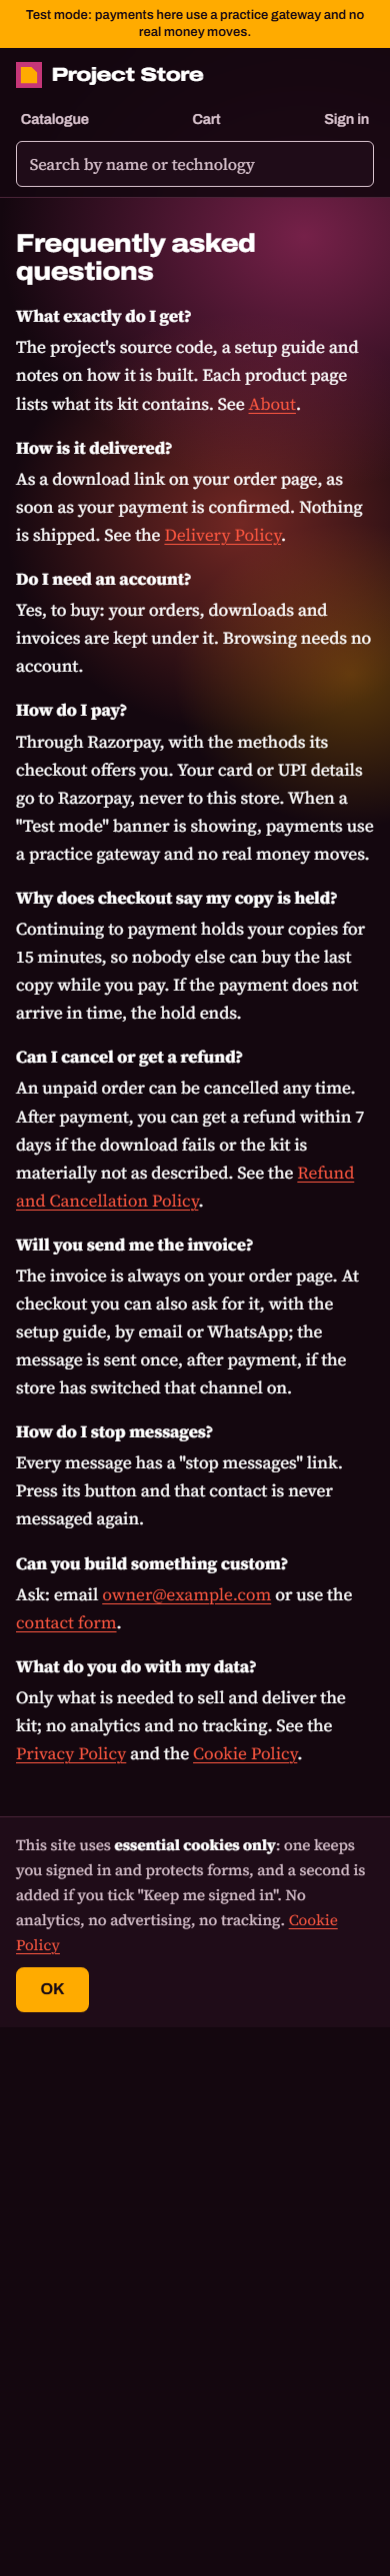 Test mode: payments here use a practice gateway and no
real money moves.
Project Store
Catalogue Cart Sign in
Search by name or technology
Frequently asked
questions
What exactly do I get?
The project's source code, a setup guide and
notes on how it is built. Each product page
lists what its kit contains. See About.
How is it delivered?
As a download link on your order page, as
soon as your payment is confirmed. Nothing
is shipped. See the Delivery Policy.
Do I need an account?
Yes, to buy: your orders, downloads and
invoices are kept under it. Browsing needs no
account.
How do I pay?
Through Razorpay, with the methods its
checkout offers you. Your card or UPI details
go to Razorpay, never to this store. When a
"Test mode" banner is showing, payments use
a practice gateway and no real money moves.
Why does checkout say my copy is held?
Continuing to payment holds your copies for
15 minutes, so nobody else can buy the last
copy while you pay. If the payment does not
arrive in time, the hold ends.
Can I cancel or get a refund?
An unpaid order can be cancelled any time.
After payment, you can get a refund within 7
days if the download fails or the kit is
materially not as described. See the Refund
and Cancellation Policy.
Will you send me the invoice?
The invoice is always on your order page. At
checkout you can also ask for it, with the
setup guide, by email or WhatsApp; the
message is sent once, after payment, if the
store has switched that channel on.
How do I stop messages?
Every message has a "stop messages" link.
Press its button and that contact is never
messaged again.
Can you build something custom?
Ask: email owner@example.com or use the
contact form.
What do you do with my data?
Only what is needed to sell and deliver the
kit; no analytics and no tracking. See the
Privacy Policy and the Cookie Policy.
This site uses essential cookies only: one keeps
you signed in and protects forms, and a second is
added if you tick "Keep me signed in". No
analytics, no advertising, no tracking. Cookie
Policy
OK